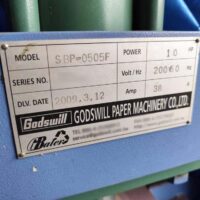 MODEL SBP-0505F POWER 10
SERIES NO. Volt / Hz 200/60
DLV. DATE 2009.3.12 Amp 38
Godswill GODSWILL PAPER MACHINERY CO., LTD.
Balers